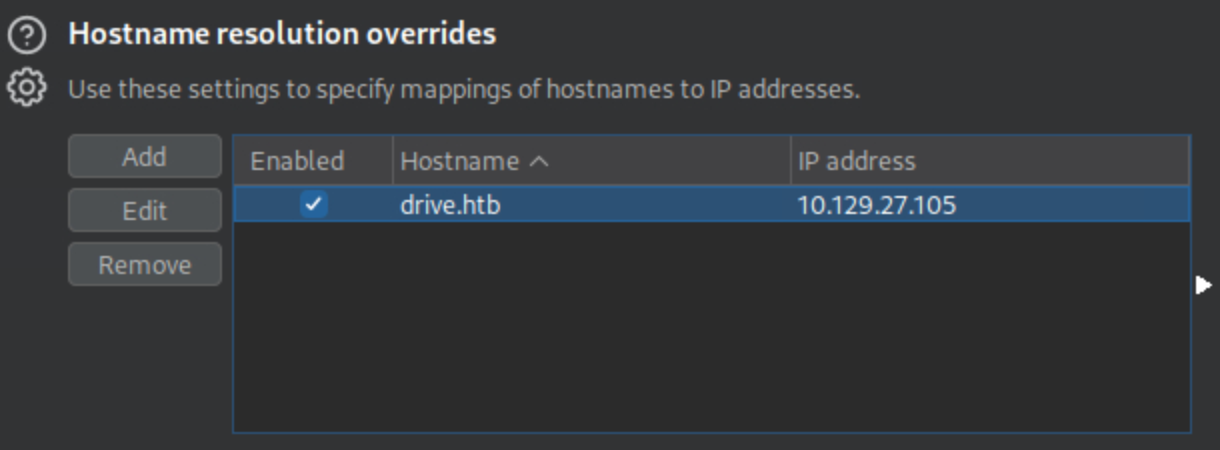 Hostname resolution overrides
Use these settings to specify mappings of hostnames to IP addresses.
Add
Edit
Remove
Enabled Hostname IP address
drive.htb 10.129.27.105